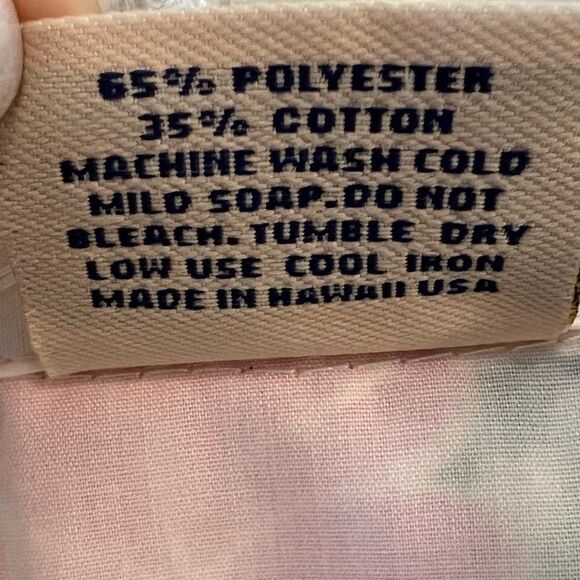 65% POLYESTER
35% COTTON
MACHINE WASH COLD
MILD SOAP.DO NOT
BLEACH. TUMBLE DRY
LOW USE COOL IRON
MADE IN HAWAII USA